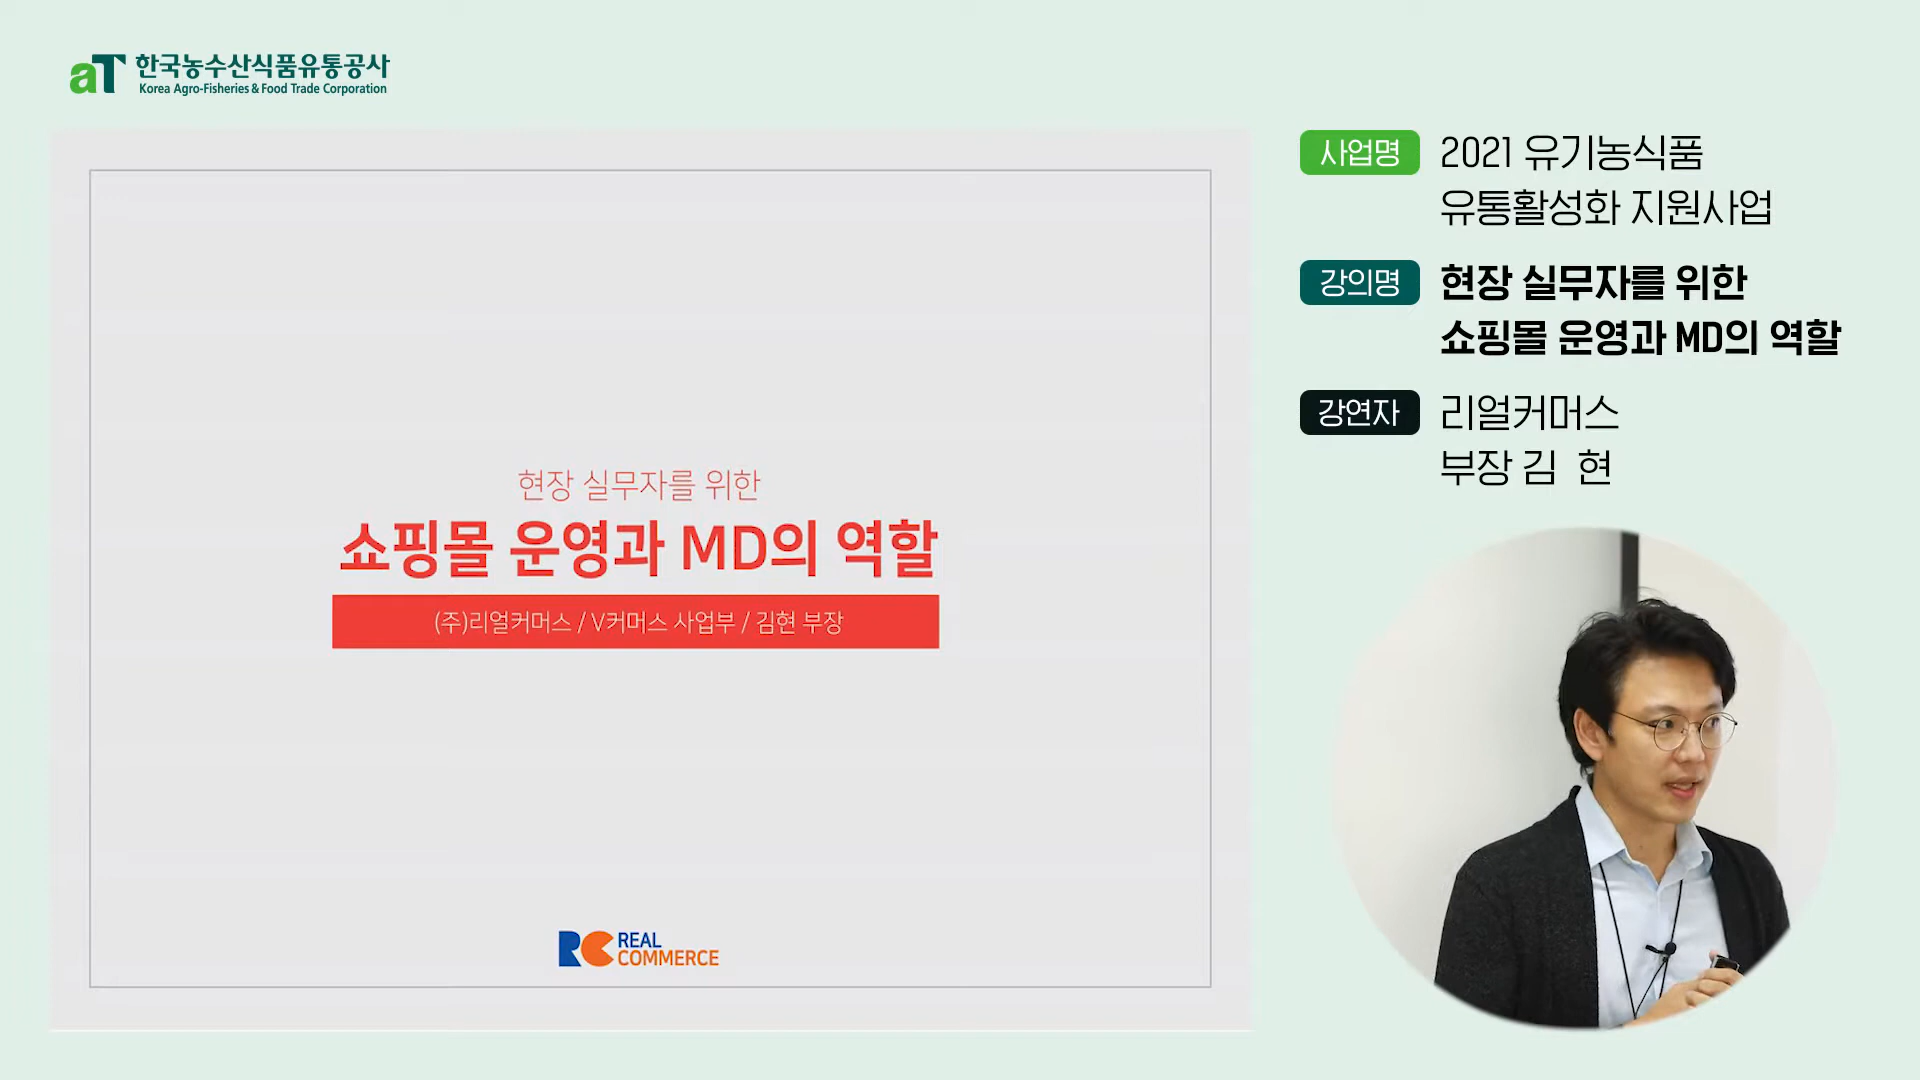 aT 한국농수산식품유통공사
Korea Agro-Fisheries & Food Trade Corporation
현장 실무자를 위한
쇼핑몰 운영과 MD의 역할
(주)리얼커머스 / V커머스 사업부 / 김현 부장
RC REAL
COMMERCE
사업명 2021 유기농식품
유통활성화 지원사업
강의명 현장 실무자를 위한
쇼핑몰 운영과 MD의 역할
강연자 리얼커머스
부장 김 현